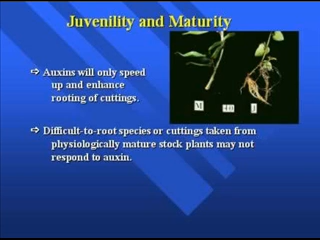 Juvenility and Maturity
➪ Auxins will only speed
up and enhance
rooting of cuttings.
M 40 J
➪ Difficult-to-root species or cuttings taken from
physiologically mature stock plants may not
respond to auxin.